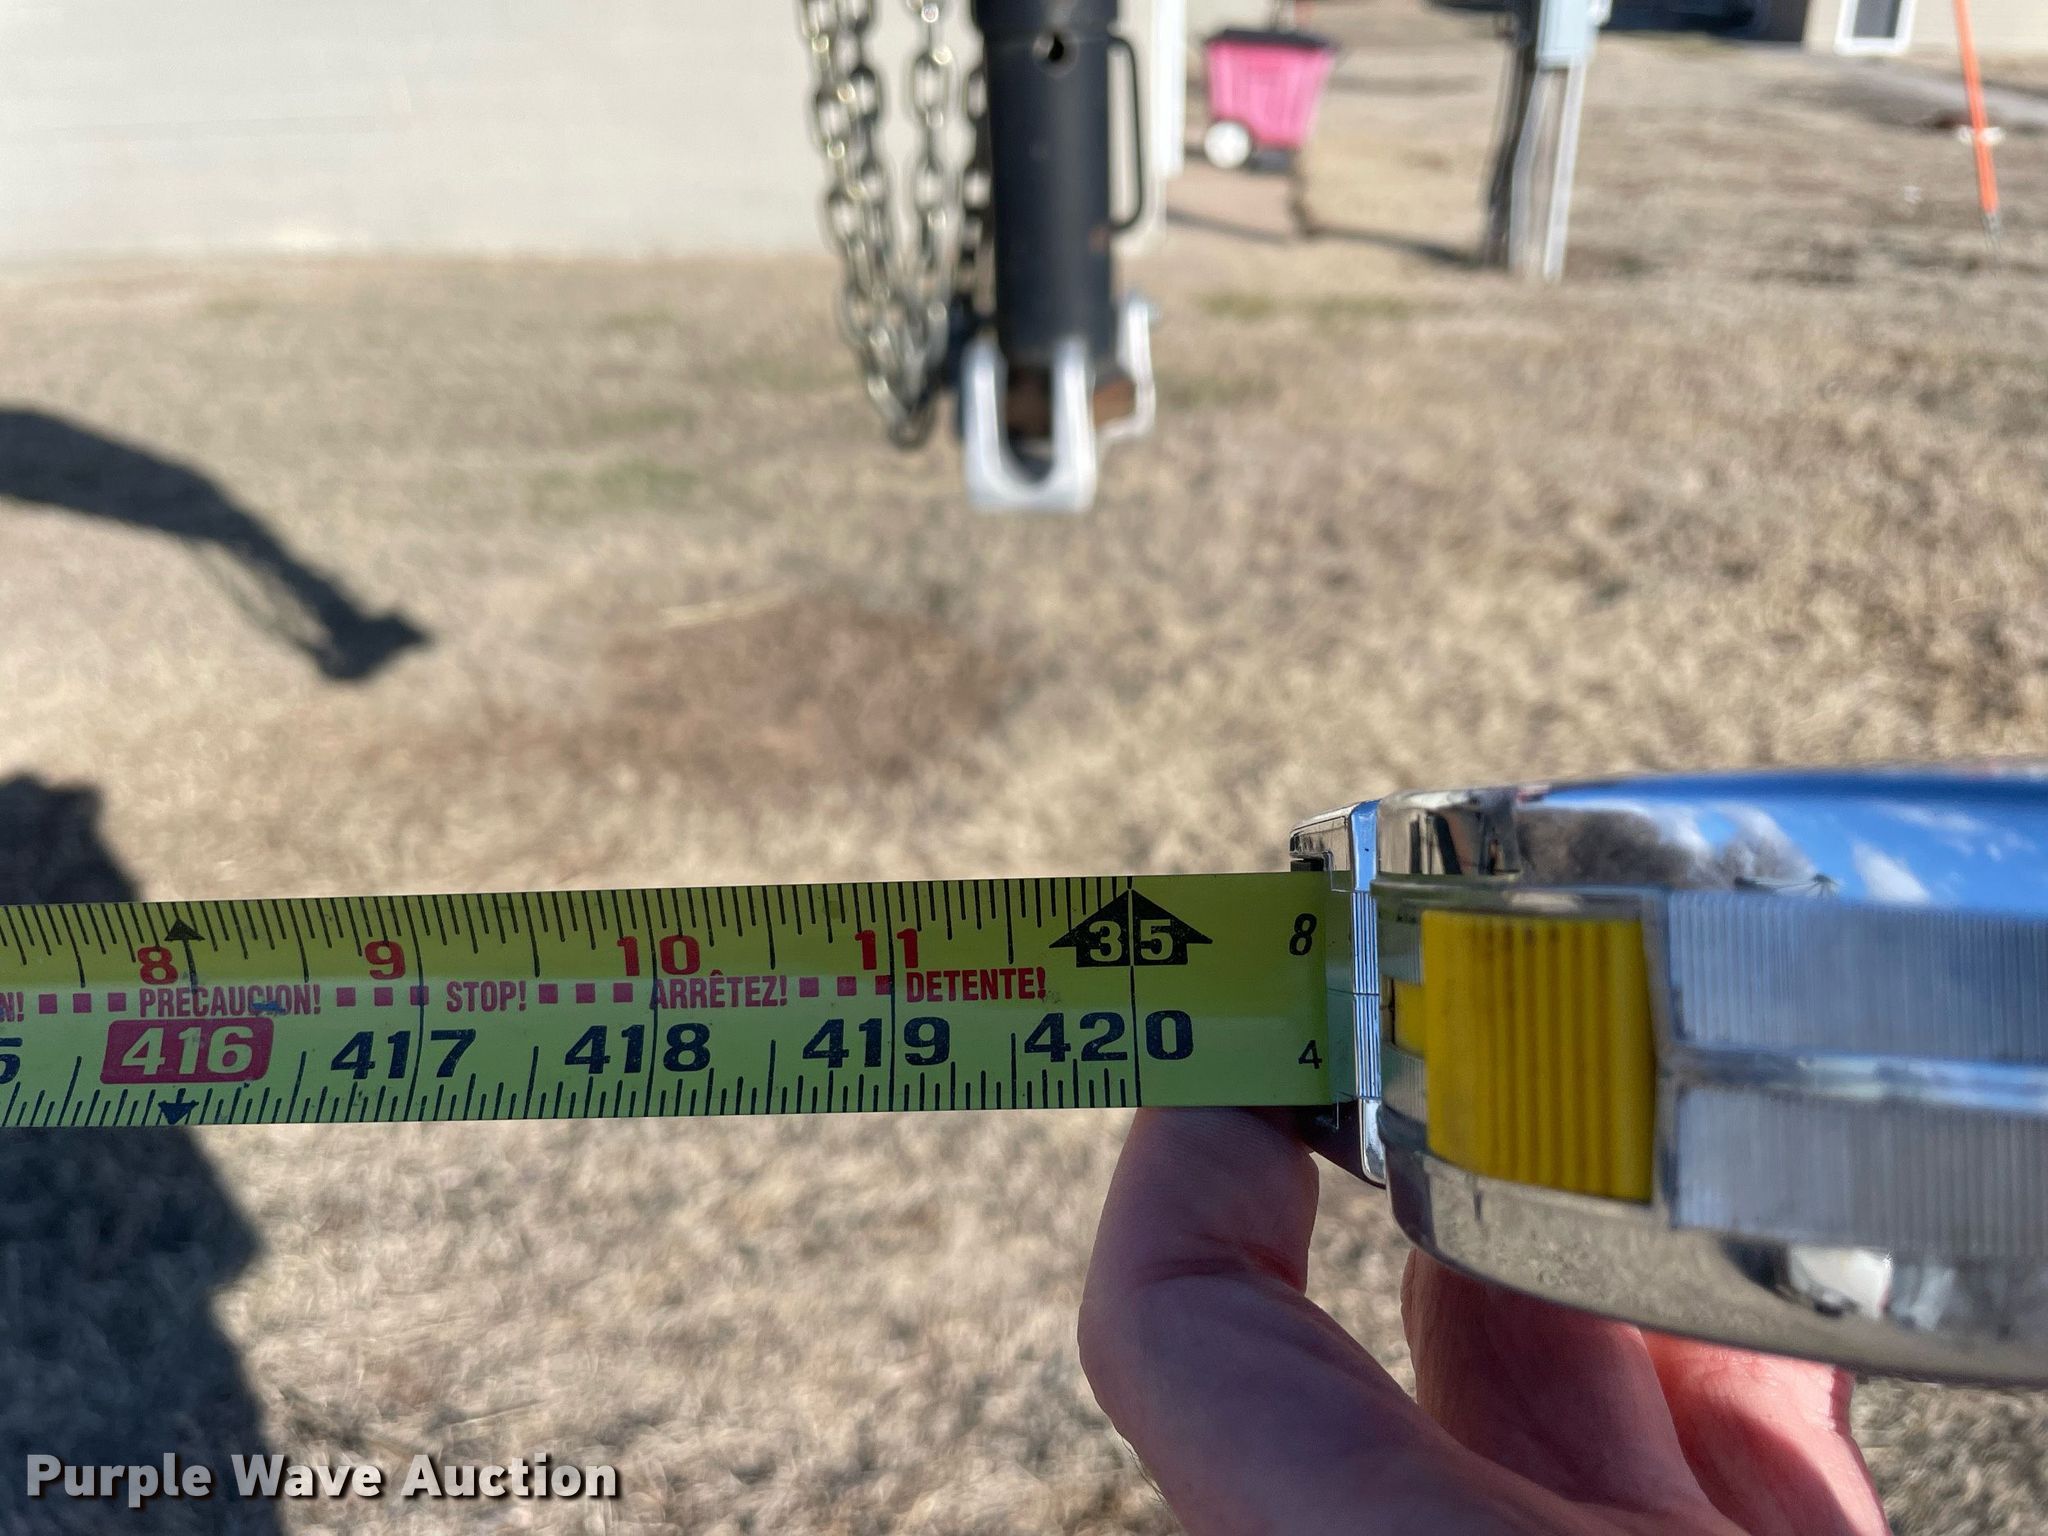 8 9 10 11 35 8
N! PRECAUCION! STOP! ARRÊTEZ! DETENTE!
416 417 418 419 420 4
Purple Wave Auction